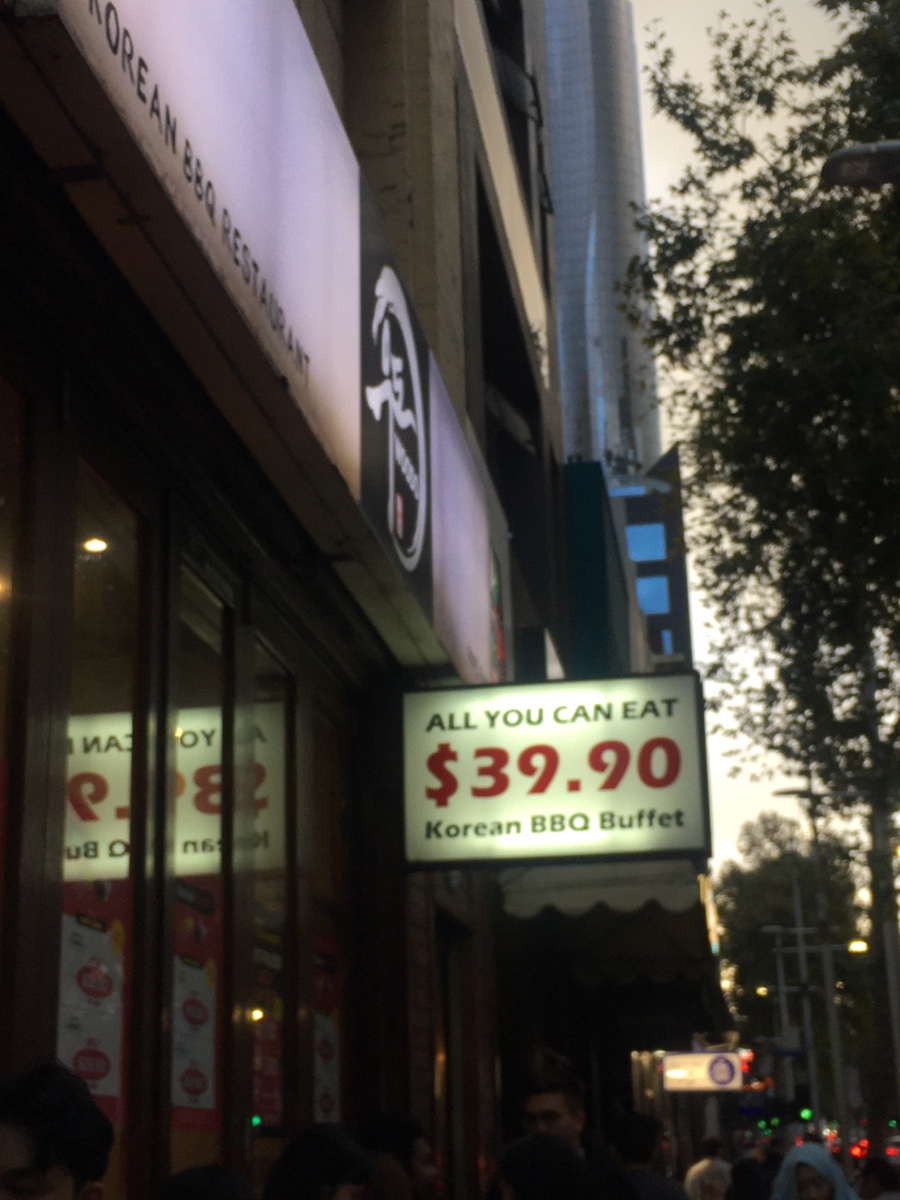 KOREAN BBQ RESTAURANT
ALL YOU CAN EAT
$39.90
Korean BBQ Buffet